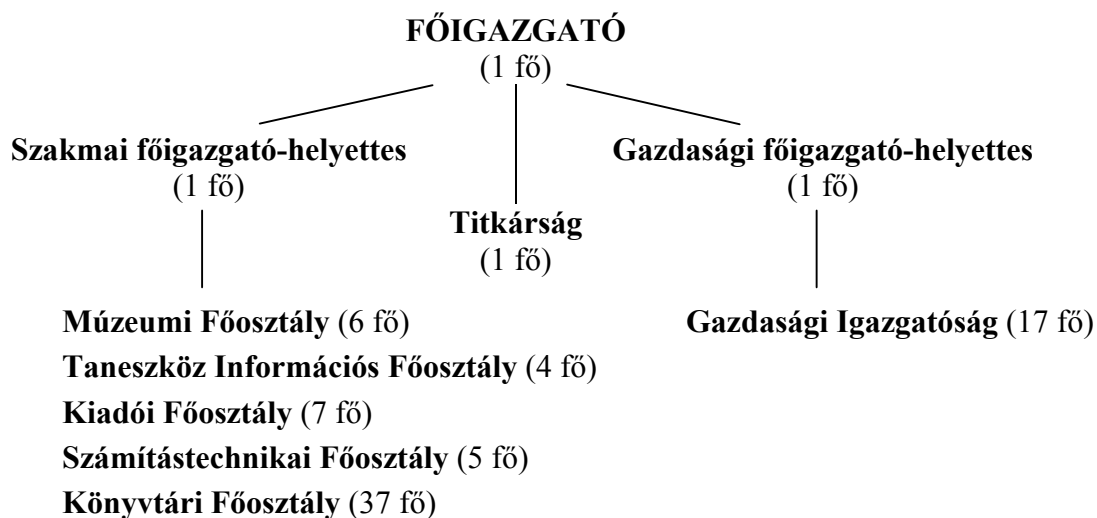 FŐIGAZGATÓ
(1 fő)
Szakmai főigazgató-helyettes
(1 fő)
Gazdasági főigazgató-helyettes
(1 fő)
Titkárság
(1 fő)
Múzeumi Főosztály (6 fő)
Gazdasági Igazgatóság (17 fő)
Taneszköz Információs Főosztály (4 fő)
Kiadói Főosztály (7 fő)
Számítástechnikai Főosztály (5 fő)
Könyvtári Főosztály (37 fő)